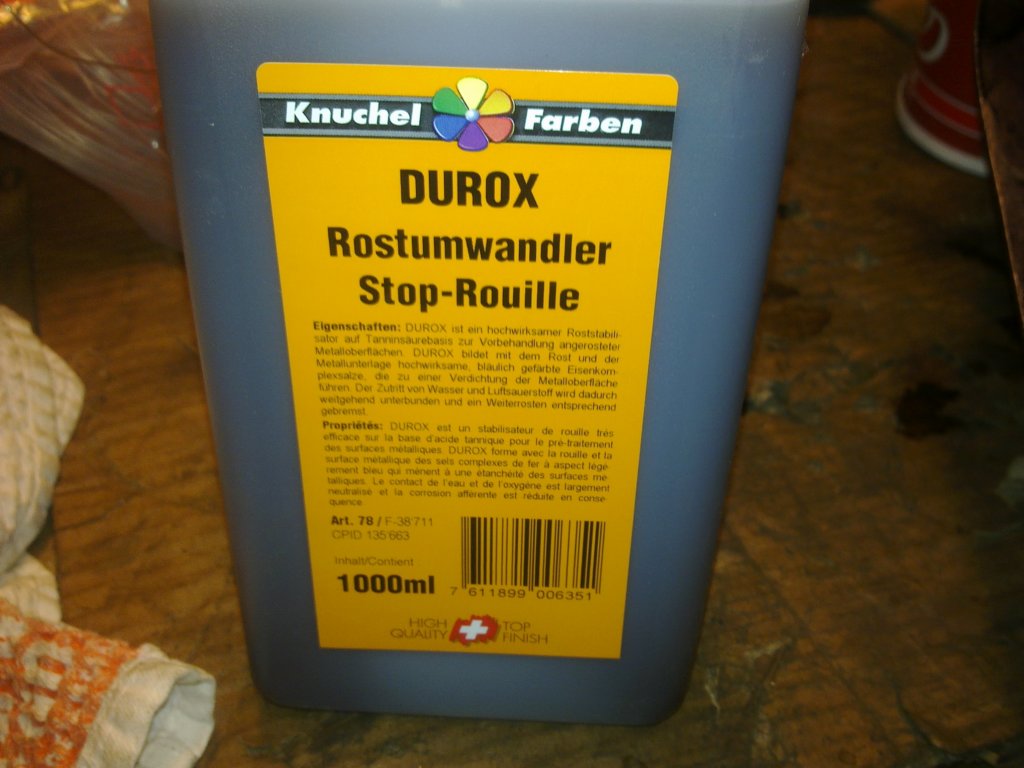 Knuchel Farben
DUROX
Rostumwandler
Stop-Rouille
Eigenschaften: DUROX ist ein hochwirksamer Roststabili-
sator auf Tanninsäurebasis zur Vorbehandlung angerosteter
Metalloberflächen. DUROX bildet mit dem Rost und der
Metallunterlage hochwirksame, bläulich gefärbte Eisenkom-
plexsalze, die zu einer Verdichtung der Metalloberfläche
führen. Der Zutritt von Wasser und Luftsauerstoff wird dadurch
weitgehend unterbunden und ein Weiterrosten entsprechend
gebremst.
Propriétés: DUROX est un stabilisateur de rouille très
efficace sur la base d'acide tannique pour le pré-traitement
des surfaces métalliques. DUROX forme avec la rouille et la
surface métallique des sels complexes de fer à aspect légè-
rement bleu qui mènent à une étanchéité des surfaces mé-
talliques. Le contact de l'eau et de l'oxygène est largement
neutralisé et la corrosion afférente est réduite en consé-
quence.
Art. 78 / F-38'711
CPID 135'663
Inhalt/Contient
1000ml
7 611899 006351
HIGH TOP
QUALITY FINISH